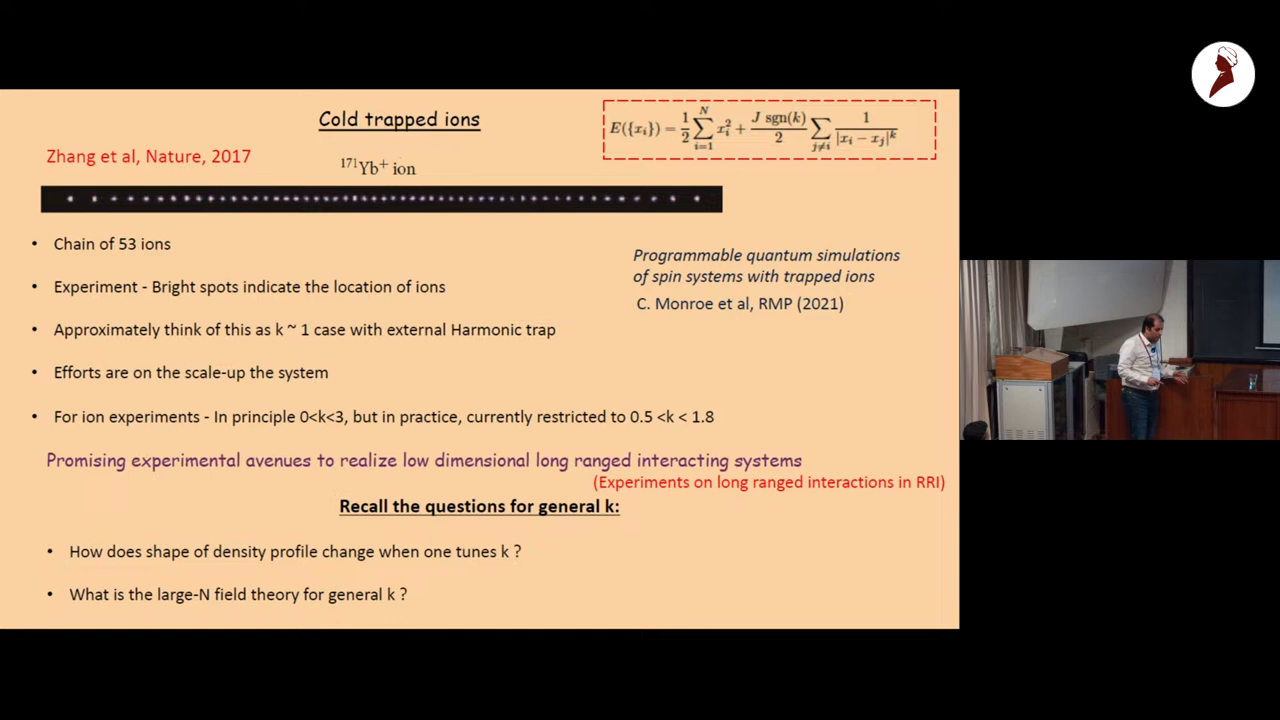 Cold trapped ions
E({x_i}) = \frac{1}{2} \sum_{i=1}^{N} x_i^2 + \frac{J sgn(k)}{2} \sum_{j≠i} \frac{1}{|x_i − x_j|^k}
Zhang et al, Nature, 2017
¹⁷¹Yb⁺ ion
• Chain of 53 ions
Programmable quantum simulations
of spin systems with trapped ions
• Experiment - Bright spots indicate the location of ions
C. Monroe et al, RMP (2021)
• Approximately think of this as k ~ 1 case with external Harmonic trap
• Efforts are on the scale-up the system
• For ion experiments - In principle 0<k<3, but in practice, currently restricted to 0.5 <k < 1.8
Promising experimental avenues to realize low dimensional long ranged interacting systems
(Experiments on long ranged interactions in RRI)
Recall the questions for general k:
• How does shape of density profile change when one tunes k ?
• What is the large-N field theory for general k ?